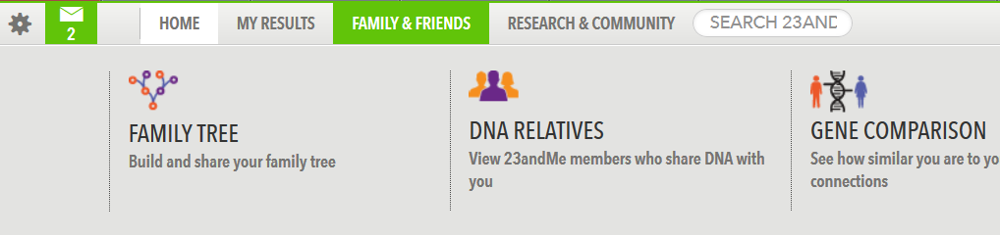 2
HOME
MY RESULTS
FAMILY & FRIENDS
RESEARCH & COMMUNITY
SEARCH 23AND
FAMILY TREE
Build and share your family tree
DNA RELATIVES
View 23andMe members who share DNA with
you
GENE COMPARISON
See how similar you are to yo
connections